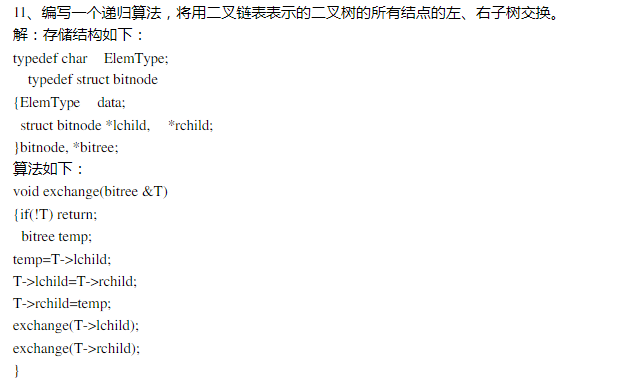 11、编写一个递归算法，将用二叉链表表示的二叉树的所有结点的左、右子树交换。
解：存储结构如下：
typedef char    ElemType;
    typedef struct bitnode
{ElemType    data;
  struct bitnode *lchild,    *rchild;
}bitnode, *bitree;
算法如下：
void exchange(bitree &T)
{if(!T) return;
  bitree temp;
temp=T->lchild;
T->lchild=T->rchild;
T->rchild=temp;
exchange(T->lchild);
exchange(T->rchild);
}